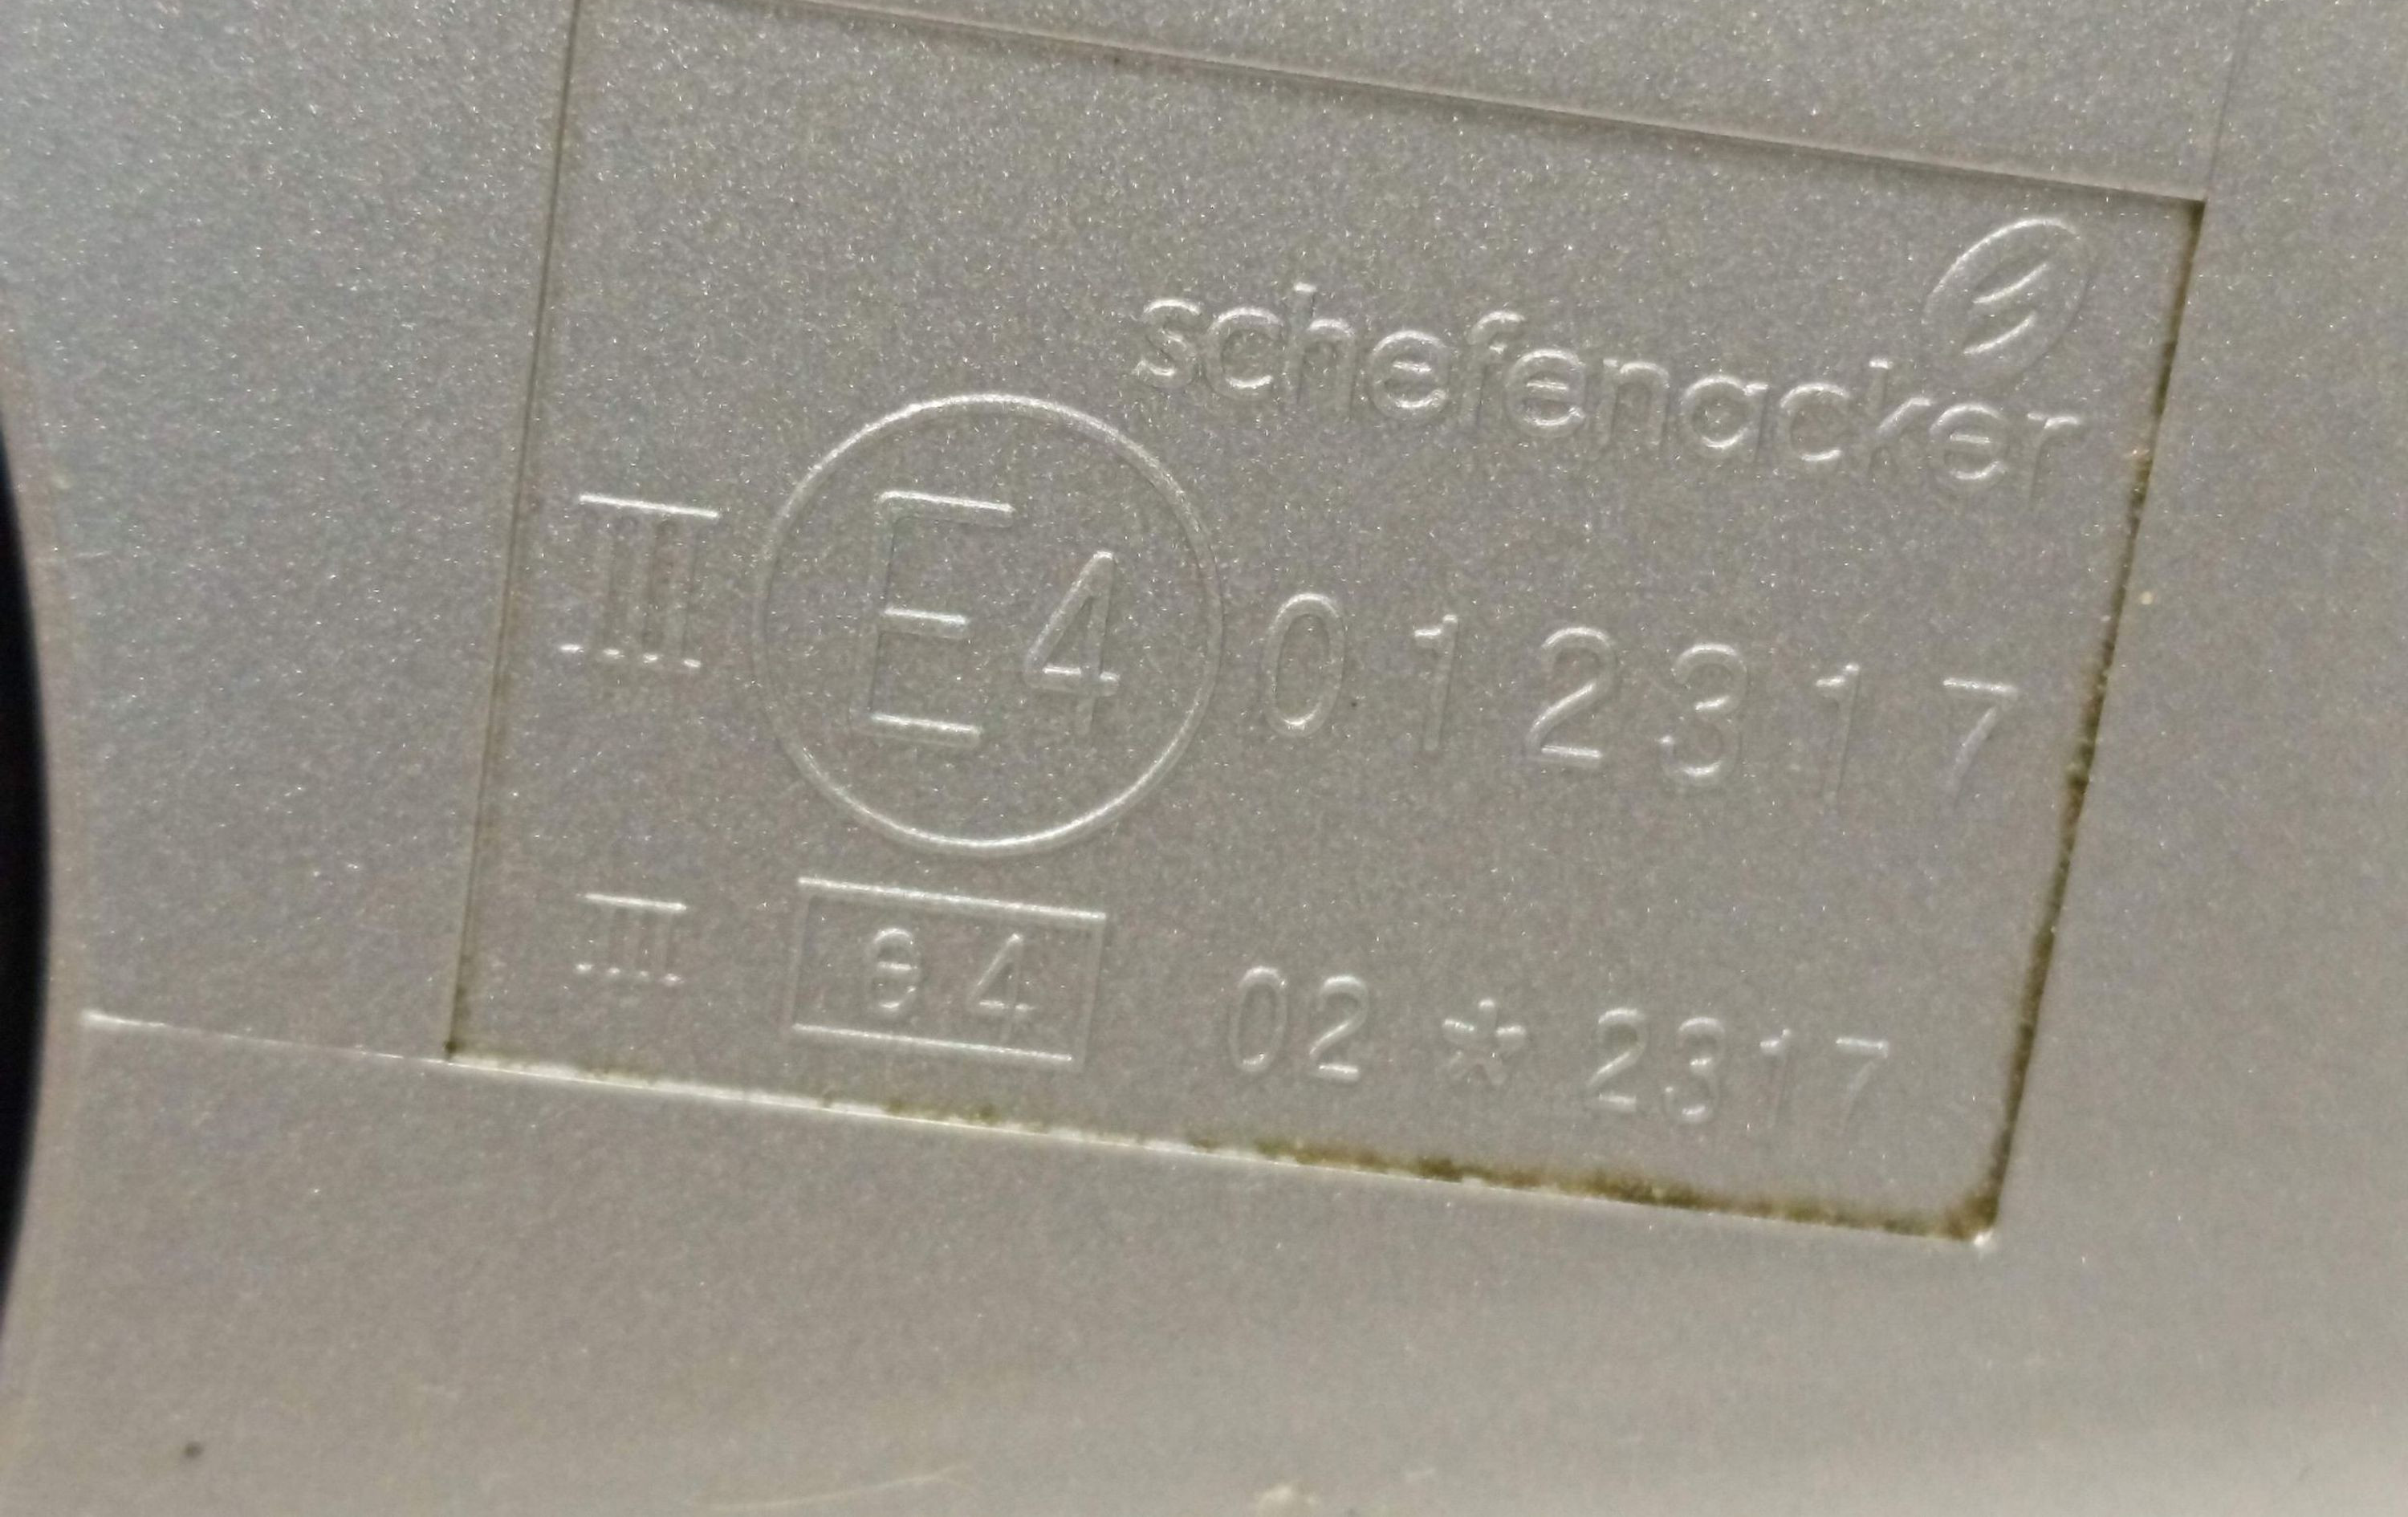 schefenacker
III E4 012317
III e4 02 * 2317